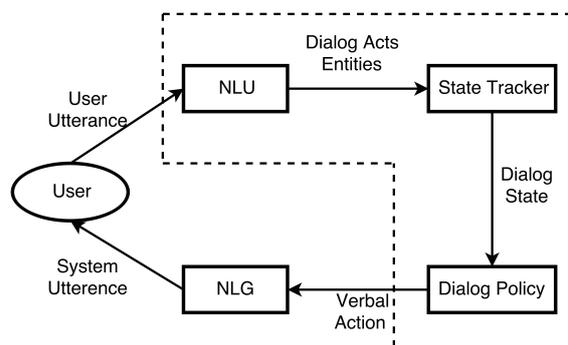 Dialog Acts
Entities
NLU
State Tracker
User
Utterance
User
Dialog
State
System
Utterence
NLG
Verbal
Action
Dialog Policy